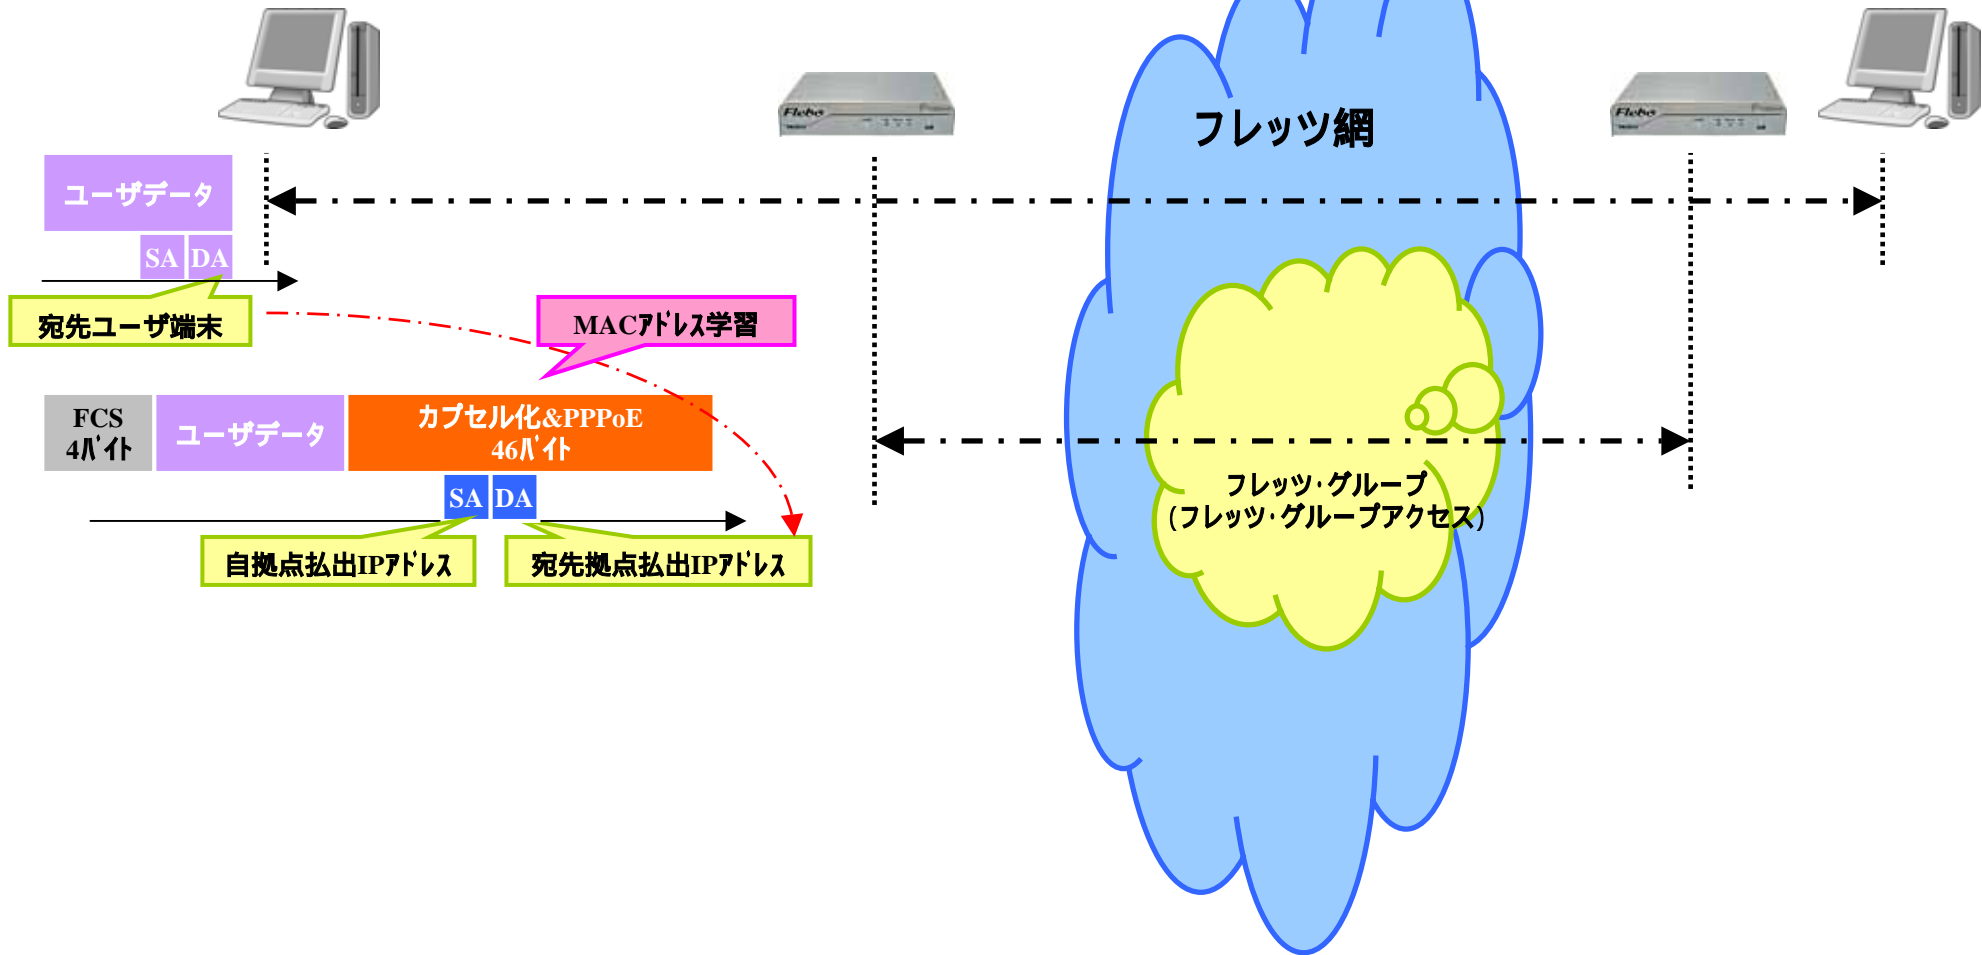 Flebo
Flebo
フレッツ網
ユーザデータ
SA DA
宛先ユーザ端末
MACｱﾄﾞﾚｽ学習
FCS
4ﾊﾞｲﾄ
ユーザデータ
カプセル化&PPPoE
46ﾊﾞｲﾄ
SA DA
自拠点払出IPｱﾄﾞﾚｽ
宛先拠点払出IPｱﾄﾞﾚｽ
フレッツ・グループ
(フレッツ・グループアクセス)